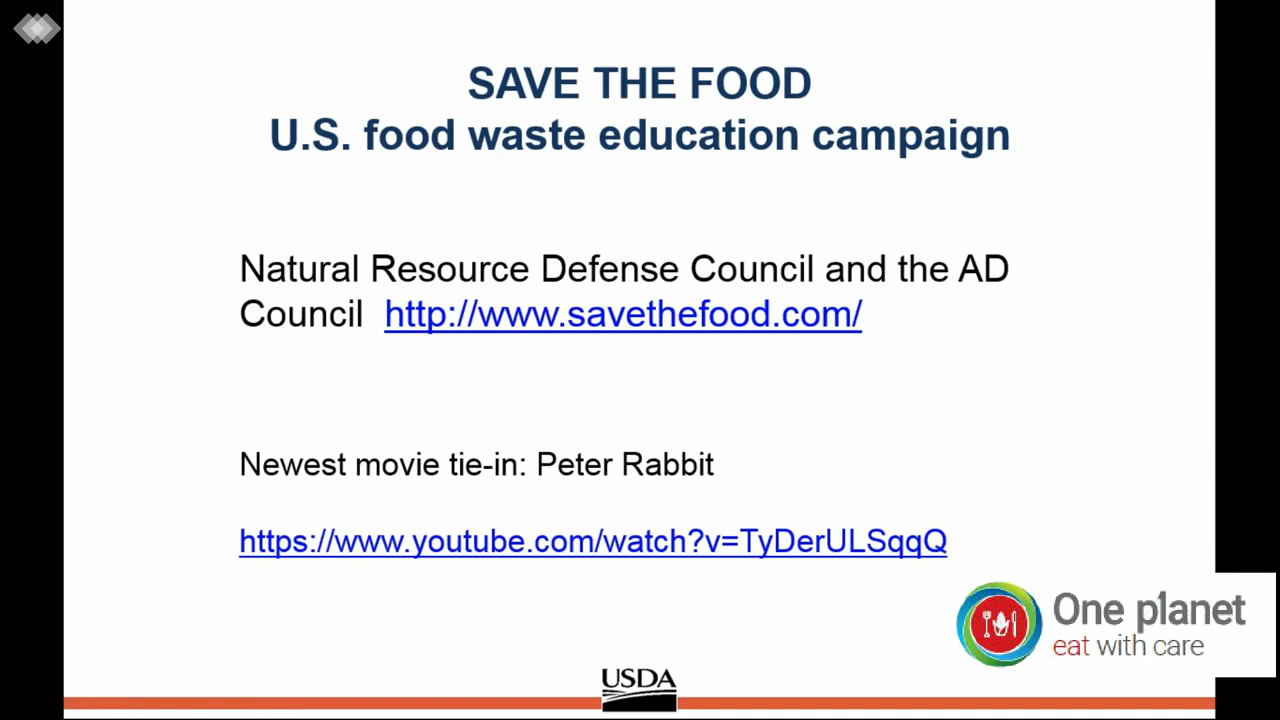 SAVE THE FOOD
U.S. food waste education campaign
Natural Resource Defense Council and the AD
Council http://www.savethefood.com/
Newest movie tie-in: Peter Rabbit
https://www.youtube.com/watch?v=TyDerULSqqQ
One planet
eat with care
USDA